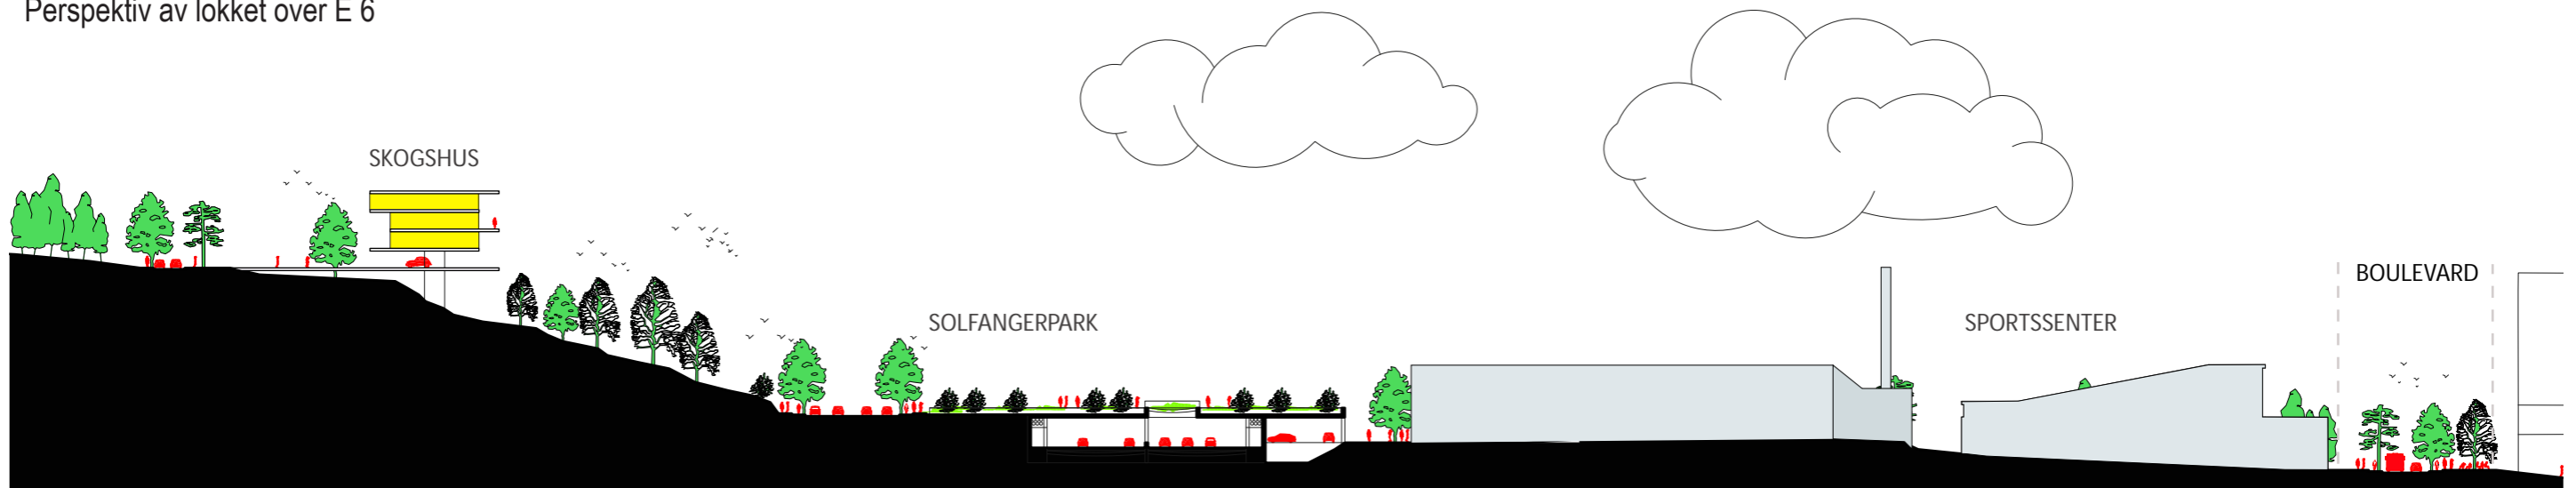 Perspektiv av lokket over E 6
SKOGSHUS
SOLFANGERPARK
SPORTSSENTER
BOULEVARD